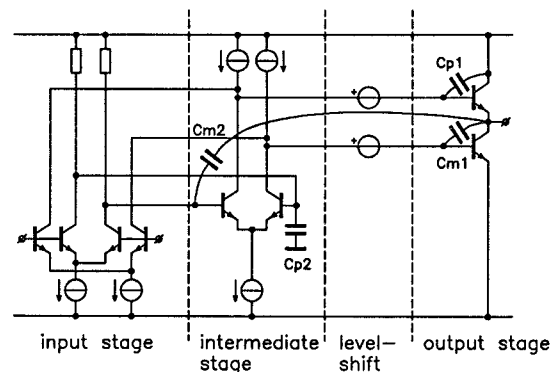 Cp1
Cm2
Cm1
Cp2
+
+
input stage
intermediate
stage
level-
shift
output stage